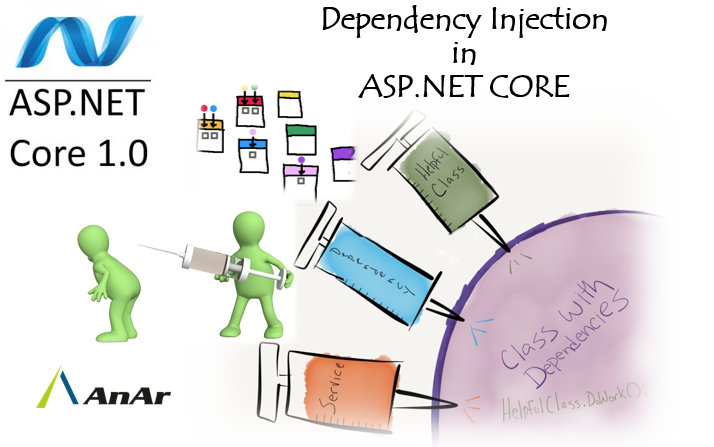 Dependency Injection
in
ASP.NET CORE
ASP.NET
Core 1.0
Helpful
Class
DEPENDENCY
Service
Class with
Dependencies
HelpfulClass.DoWork();
AnAr